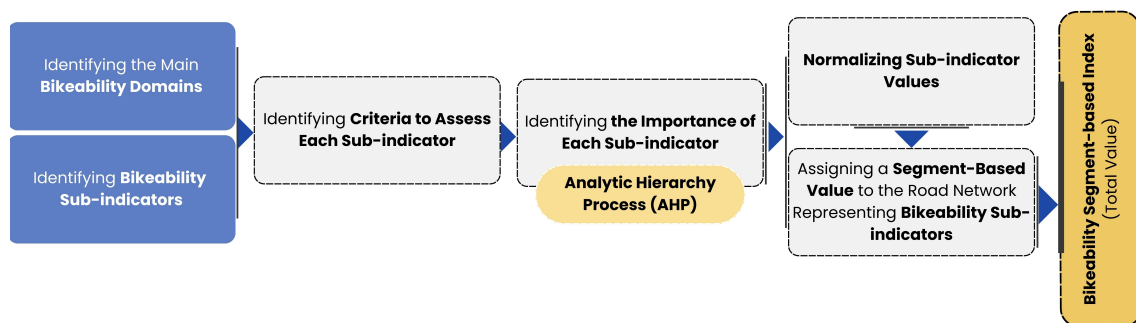 Identifying the Main
Bikeability Domains
Identifying Bikeability
Sub-indicators
Identifying Criteria to Assess
Each Sub-indicator
Identifying the Importance of
Each Sub-indicator
Analytic Hierarchy
Process (AHP)
Normalizing Sub-indicator
Values
Assigning a Segment-Based
Value to the Road Network
Representing Bikeability Sub-
indicators
Bikeability Segment-based Index
(Total Value)